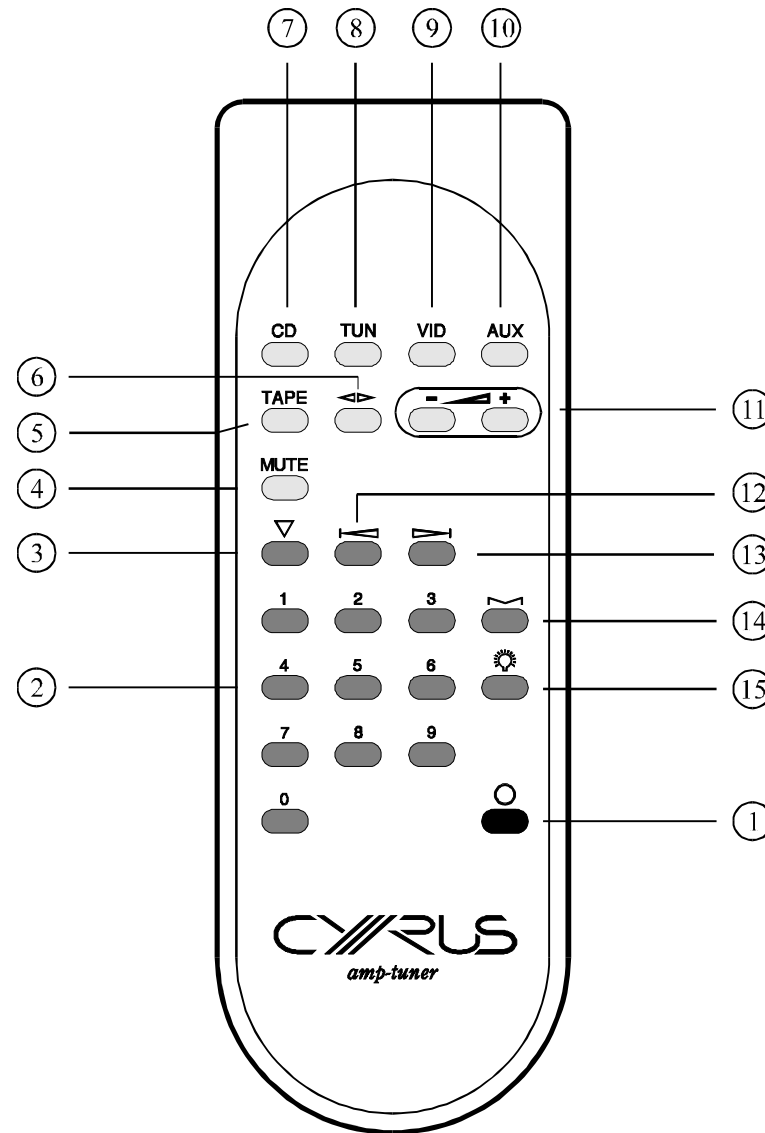 7 8 9 10
CD TUN VID AUX
6
TAPE - +
5 11
MUTE
4 12
3 13
1 2 3
14
4 5 6
2 15
7 8 9
0
1
CYRUS
amp-tuner